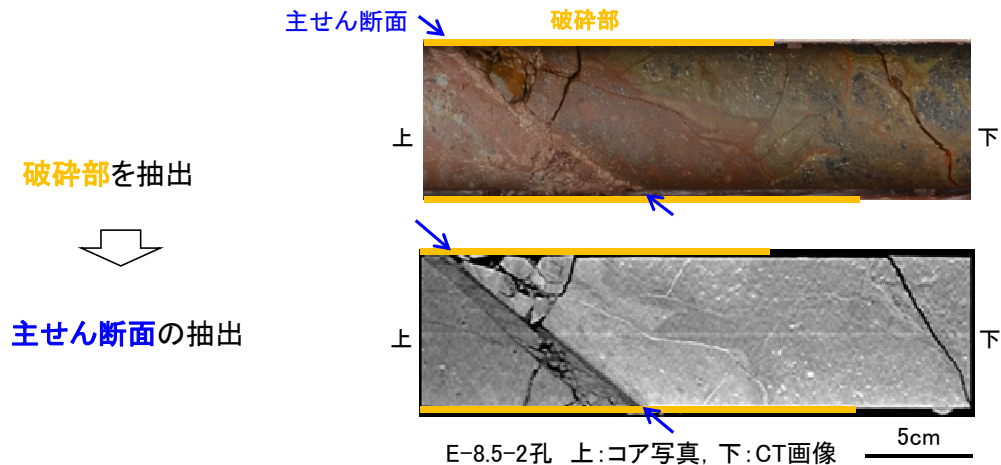 主せん断面
破砕部
上
下
破砕部を抽出
主せん断面の抽出
上
下
E-8.5-2孔 上:コア写真, 下:CT画像
5cm